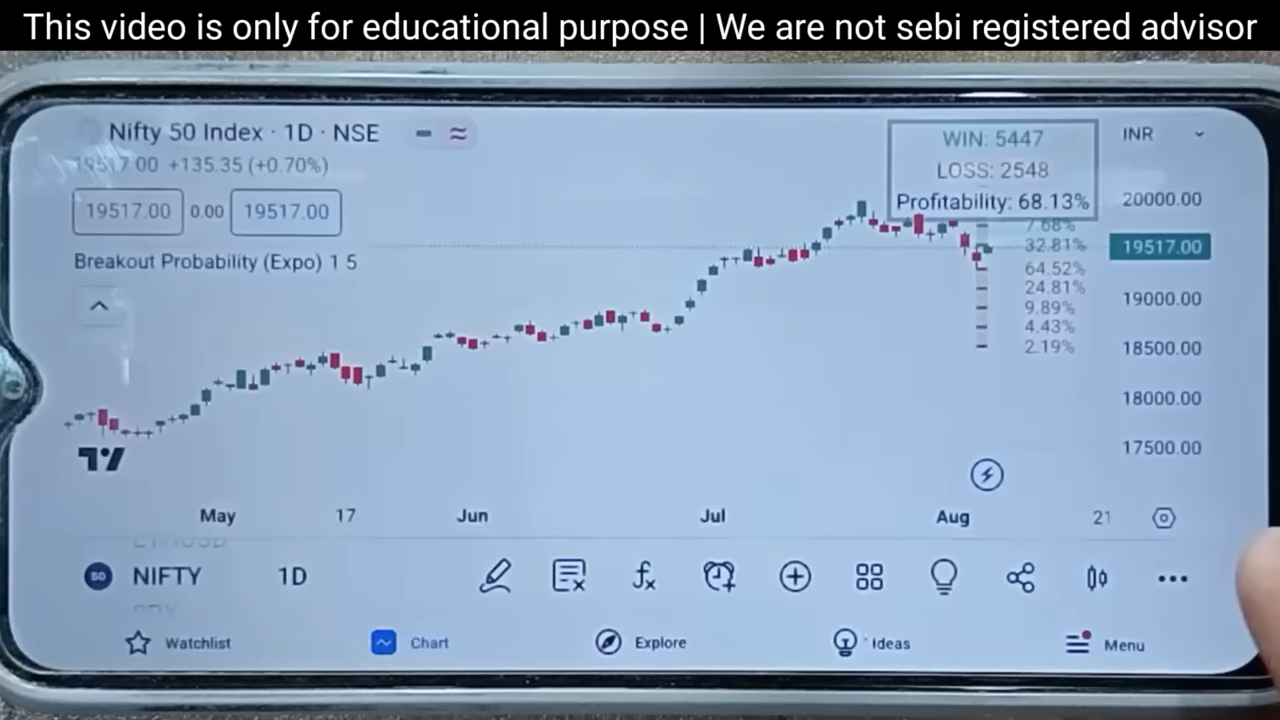 This video is only for educational purpose | We are not sebi registered advisor
Nifty 50 Index · 1D · NSE
19517.00 +135.35 (+0.70%)
19517.00 0.00 19517.00
Breakout Probability (Expo) 1 5
WIN: 5447
LOSS: 2548
Profitability: 68.13%
INR
20000.00
7.68%
32.81%
19517.00
64.52%
24.81%
19000.00
9.89%
4.43%
18500.00
2.19%
18000.00
17500.00
May 17 Jun Jul Aug 21
50 NIFTY 1D
Watchlist Chart Explore Ideas Menu